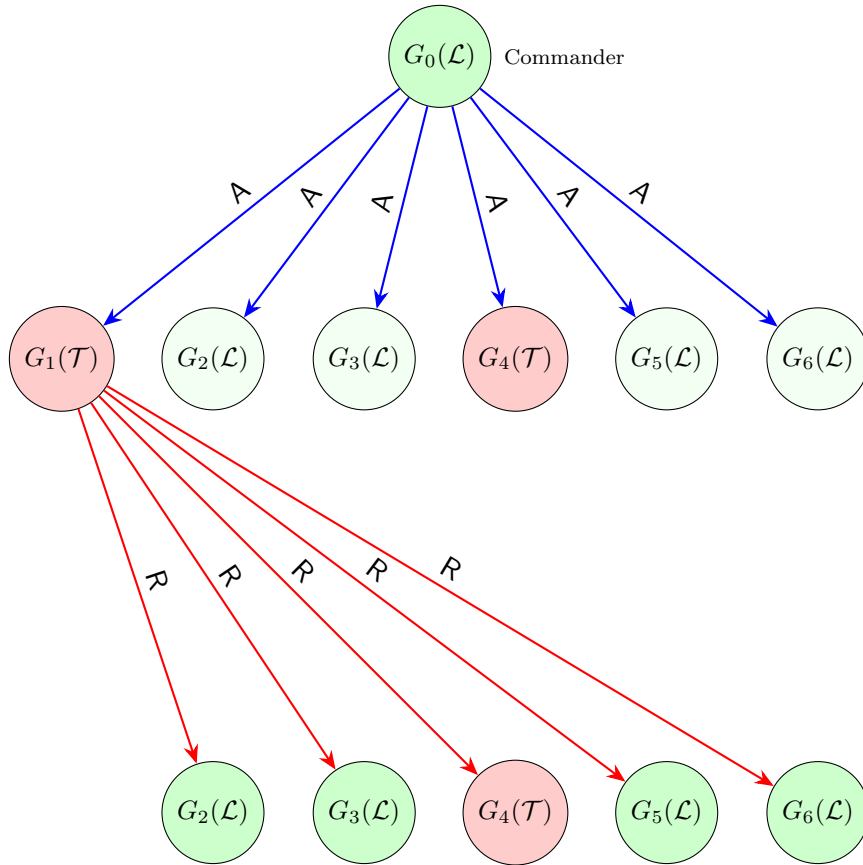 G₀(𝓛) Commander
A A A A A A
G₁(𝒯) G₂(𝓛) G₃(𝓛) G₄(𝒯) G₅(𝓛) G₆(𝓛)
R R R R R
G₂(𝓛) G₃(𝓛) G₄(𝒯) G₅(𝓛) G₆(𝓛)